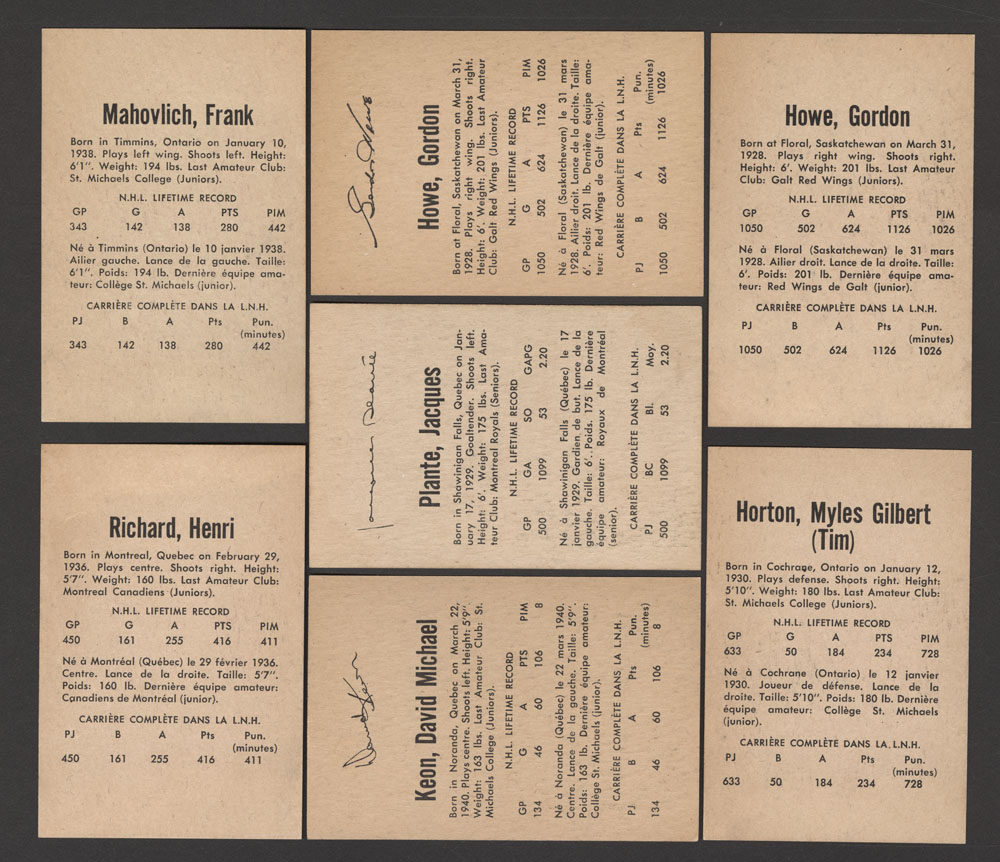 Mahovlich, Frank
Born in Timmins, Ontario on January 10,
1938. Plays left wing. Shoots left. Height:
6'1". Weight: 194 lbs. Last Amateur Club:
St. Michaels College (Juniors).
N.H.L. LIFETIME RECORD
GP G A PTS PIM
343 142 138 280 442
Né à Timmins (Ontario) le 10 janvier 1938.
Ailier gauche. Lance de la gauche. Taille:
6'1". Poids: 194 lb. Dernière équipe ama-
teur: Collège St. Michaels (junior).
CARRIÈRE COMPLÈTE DANS LA L.N.H.
PJ B A Pts Pun.
(minutes)
343 142 138 280 442
Gordon Howe
Howe, Gordon
Born at Floral, Saskatchewan on March 31,
1928. Plays right wing. Shoots right.
Height: 6'. Weight: 201 lbs. Last Amateur
Club: Galt Red Wings (Juniors).
N.H.L. LIFETIME RECORD
GP G A PTS PIM
1050 502 624 1126 1026
Né à Floral (Saskatchewan) le 31 mars
1928. Ailier droit. Lance de la droite. Taille:
6'. Poids: 201 lb. Dernière équipe ama-
teur: Red Wings de Galt (junior).
CARRIÈRE COMPLÈTE DANS LA L.N.H.
PJ B A Pts Pun.
(minutes)
1050 502 624 1126 1026
Howe, Gordon
Born at Floral, Saskatchewan on March 31,
1928. Plays right wing. Shoots right.
Height: 6'. Weight: 201 lbs. Last Amateur
Club: Galt Red Wings (Juniors).
N.H.L. LIFETIME RECORD
GP G A PTS PIM
1050 502 624 1126 1026
Né à Floral (Saskatchewan) le 31 mars
1928. Ailier droit. Lance de la droite. Taille:
6'. Poids: 201 lb. Dernière équipe ama-
teur: Red Wings de Galt (junior).
CARRIÈRE COMPLÈTE DANS LA L.N.H.
PJ B A Pts Pun.
(minutes)
1050 502 624 1126 1026
Plante, Jacques
Born in Shawinigan Falls, Quebec on Jan-
uary 17, 1929. Goaltender. Shoots left.
Height: 6'. Weight: 175 lbs. Last Ama-
teur Club: Montreal Royals (Seniors).
N.H.L. LIFETIME RECORD
GP GA SO GAPG
500 1099 53 2.20
Né à Shawinigan Falls (Québec) le 17
janvier 1929. Gardien de but. Lance de la
gauche. Taille: 6'. Poids: 175 lb. Dernière
équipe amateur: Royaux de Montréal
(senior)
CARRIÈRE COMPLÈTE DANS LA L.N.H.
PJ BC Bl. Moy.
500 1099 53 2.20
Richard, Henri
Born in Montreal, Quebec on February 29,
1936. Plays centre. Shoots right. Height:
5'7". Weight: 160 lbs. Last Amateur Club:
Montreal Canadiens (Juniors).
N.H.L. LIFETIME RECORD
GP G A PTS PIM
450 161 255 416 411
Né à Montréal (Québec) le 29 février 1936.
Centre. Lance de la droite. Taille: 5'7".
Poids: 160 lb. Dernière équipe amateur:
Canadiens de Montréal (junior).
CARRIÈRE COMPLÈTE DANS LA L.N.H.
PJ B A Pts Pun.
(minutes)
450 161 255 416 411
David Keon
Keon, David Michael
Born in Noranda, Quebec on March 22,
1940. Plays centre. Shoots left. Height: 5'9".
Weight: 163 lbs. Last Amateur Club: St.
Michaels College (Juniors).
N.H.L. LIFETIME RECORD
GP G A PTS PIM
134 46 60 106 8
Né à Noranda (Québec) le 22 mars 1940.
Centre. Lance de la gauche. Taille: 5'9".
Poids: 163 lb. Dernière équipe amateur:
Collège St. Michaels (junior).
CARRIÈRE COMPLÈTE DANS LA L.N.H.
PJ B A Pts Pun.
(minutes)
134 46 60 106 8
Horton, Myles Gilbert
(Tim)
Born in Cochrane, Ontario on January 12,
1930. Plays defense. Shoots right. Height:
5'10". Weight: 180 lbs. Last Amateur Club:
St. Michaels College (Juniors).
N.H.L. LIFETIME RECORD
GP G A PTS PIM
633 50 184 234 728
Né à Cochrane (Ontario) le 12 janvier
1930. Joueur de défense. Lance de la
droite. Taille: 5'10". Poids: 180 lb. Dernière
équipe amateur: Collège St. Michaels
(junior).
CARRIÈRE COMPLÈTE DANS LA L.N.H.
PJ B A Pts Pun.
(minutes)
633 50 184 234 728